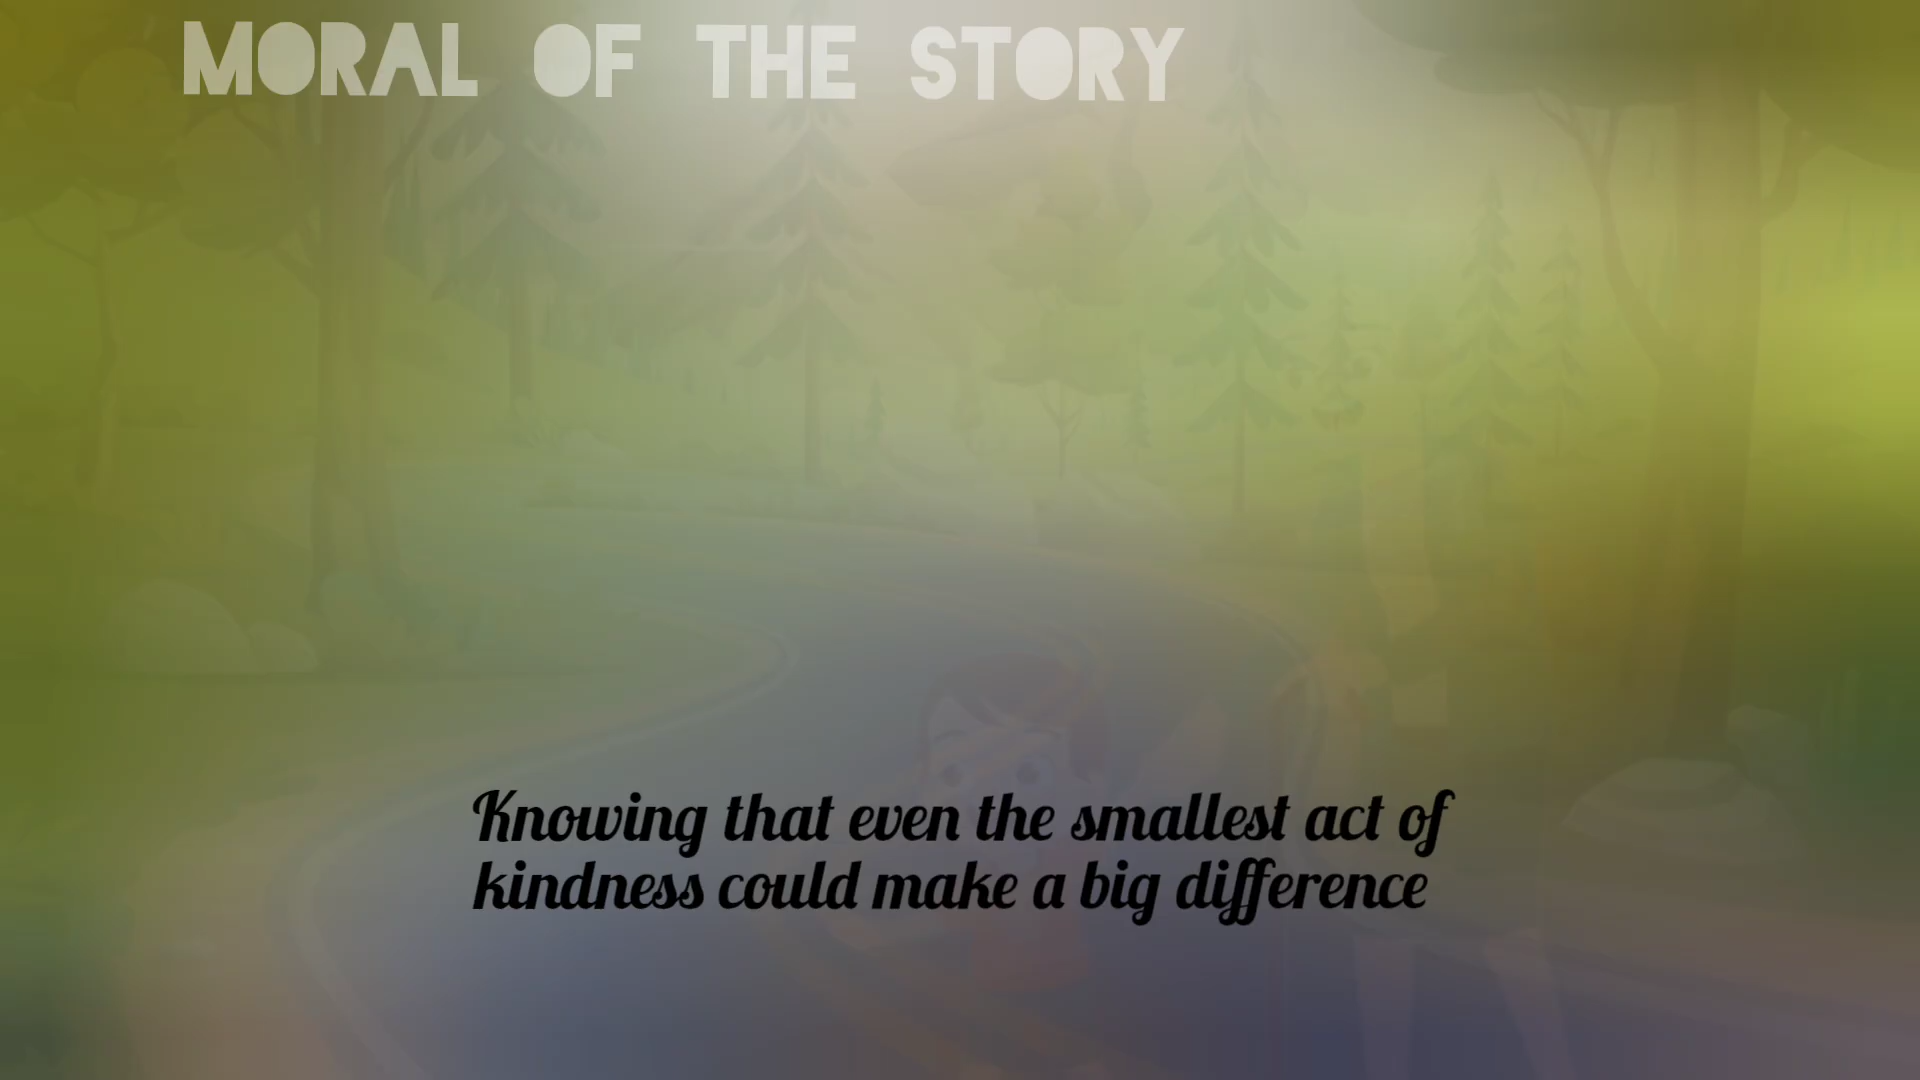 MORAL OF THE STORY
Knowing that even the smallest act of
kindness could make a big difference